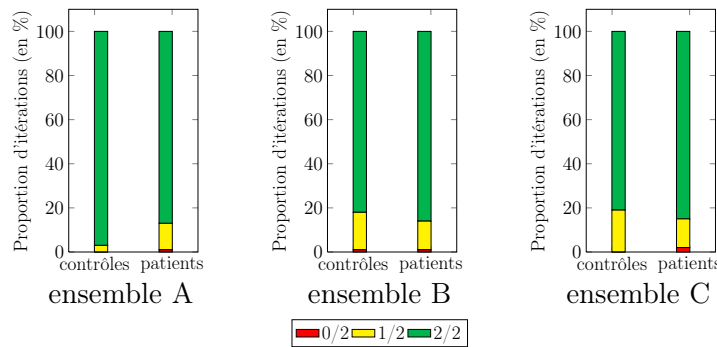 Proportion d'itérations (en %)
100
80
60
40
20
0
contrôles patients
ensemble A
Proportion d'itérations (en %)
100
80
60
40
20
0
contrôles patients
ensemble B
Proportion d'itérations (en %)
100
80
60
40
20
0
contrôles patients
ensemble C
0/2 1/2 2/2